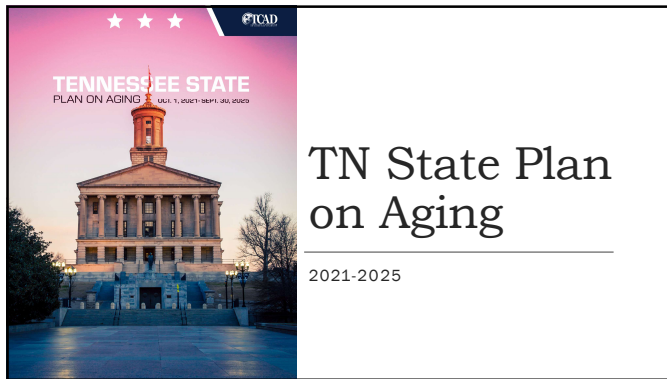 TCAD
TENNESSEE STATE
PLAN ON AGING OCT. 1, 2021- SEPT. 30, 2025
TN State Plan
on Aging
2021-2025